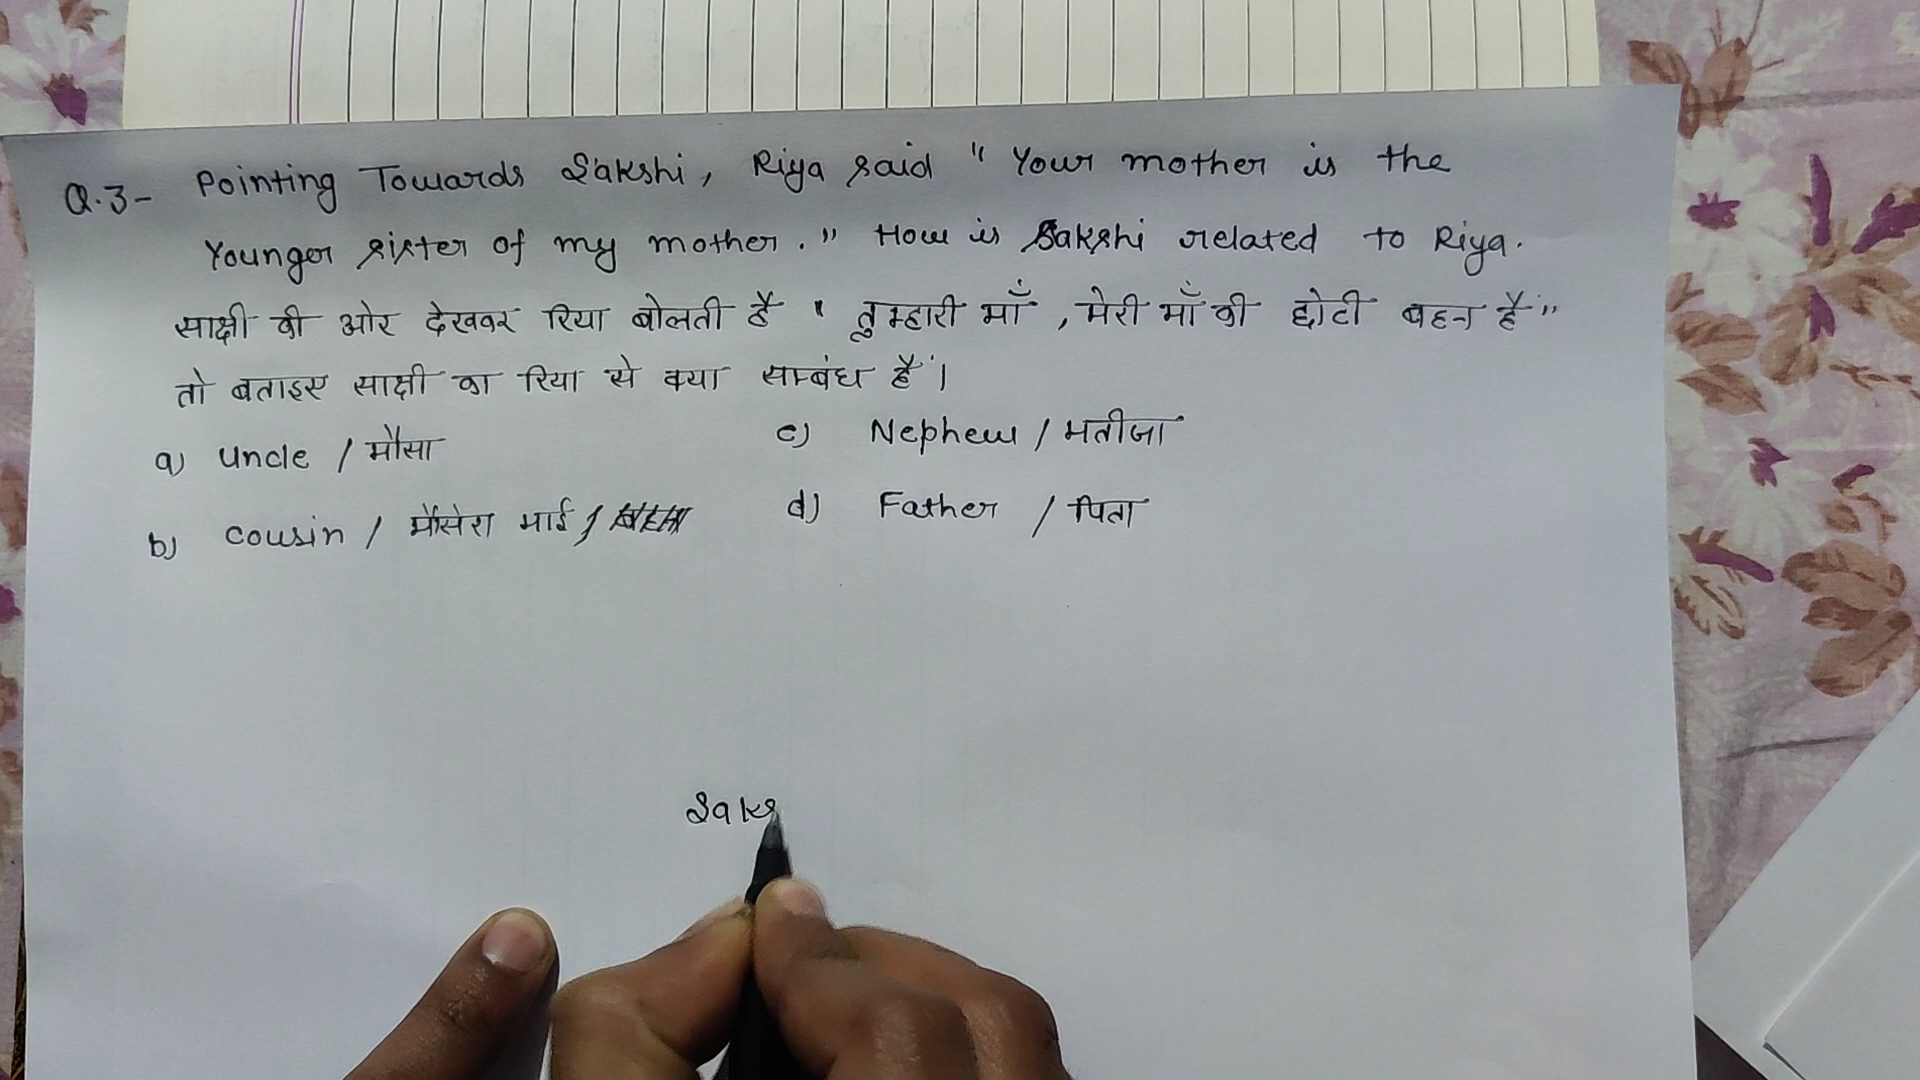 Q.3- Pointing Towards Sakshi, Riya said " Your mother is the
Younger sister of my mother." How is Sakshi related to Riya.
साक्षी की ओर देखकर रिया बोलती है " तुम्हारी माँ , मेरी माँ की छोटी बहन है"
तो बताइए साक्षी का रिया से क्या सम्बंध है।
a) Uncle / मौसा
c) Nephew / भतीजा
b) Cousin / मौसेरा भाई /
d) Father / पिता
Saks